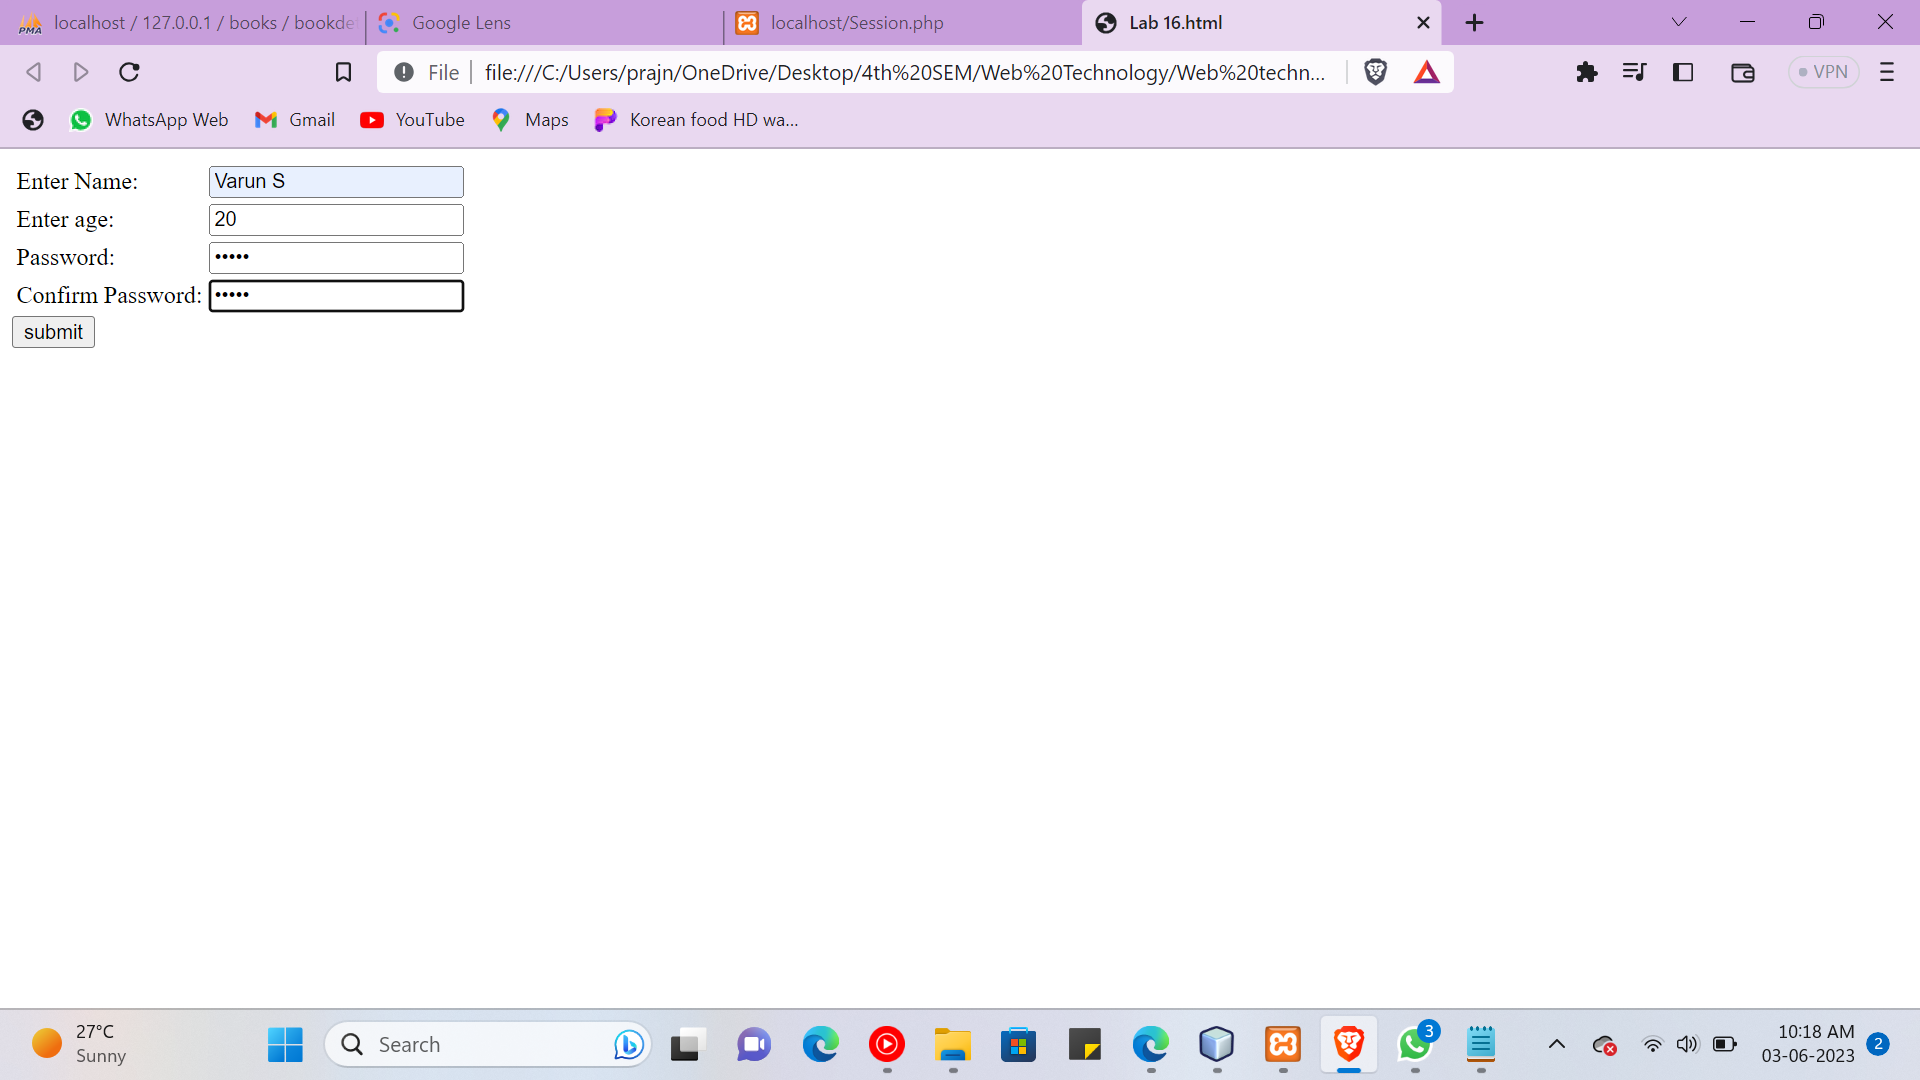 PMA localhost / 127.0.0.1 / books / bookde
Google Lens
localhost/Session.php
Lab 16.html
File
file:///C:/Users/prajn/OneDrive/Desktop/4th%20SEM/Web%20Technology/Web%20techn...
VPN
WhatsApp Web
Gmail
YouTube
Maps
Korean food HD wa...
Enter Name: Varun S
Enter age: 20
Password: •••••
Confirm Password: •••••
submit
27°C
Sunny
Search
3
10:18 AM
03-06-2023
2